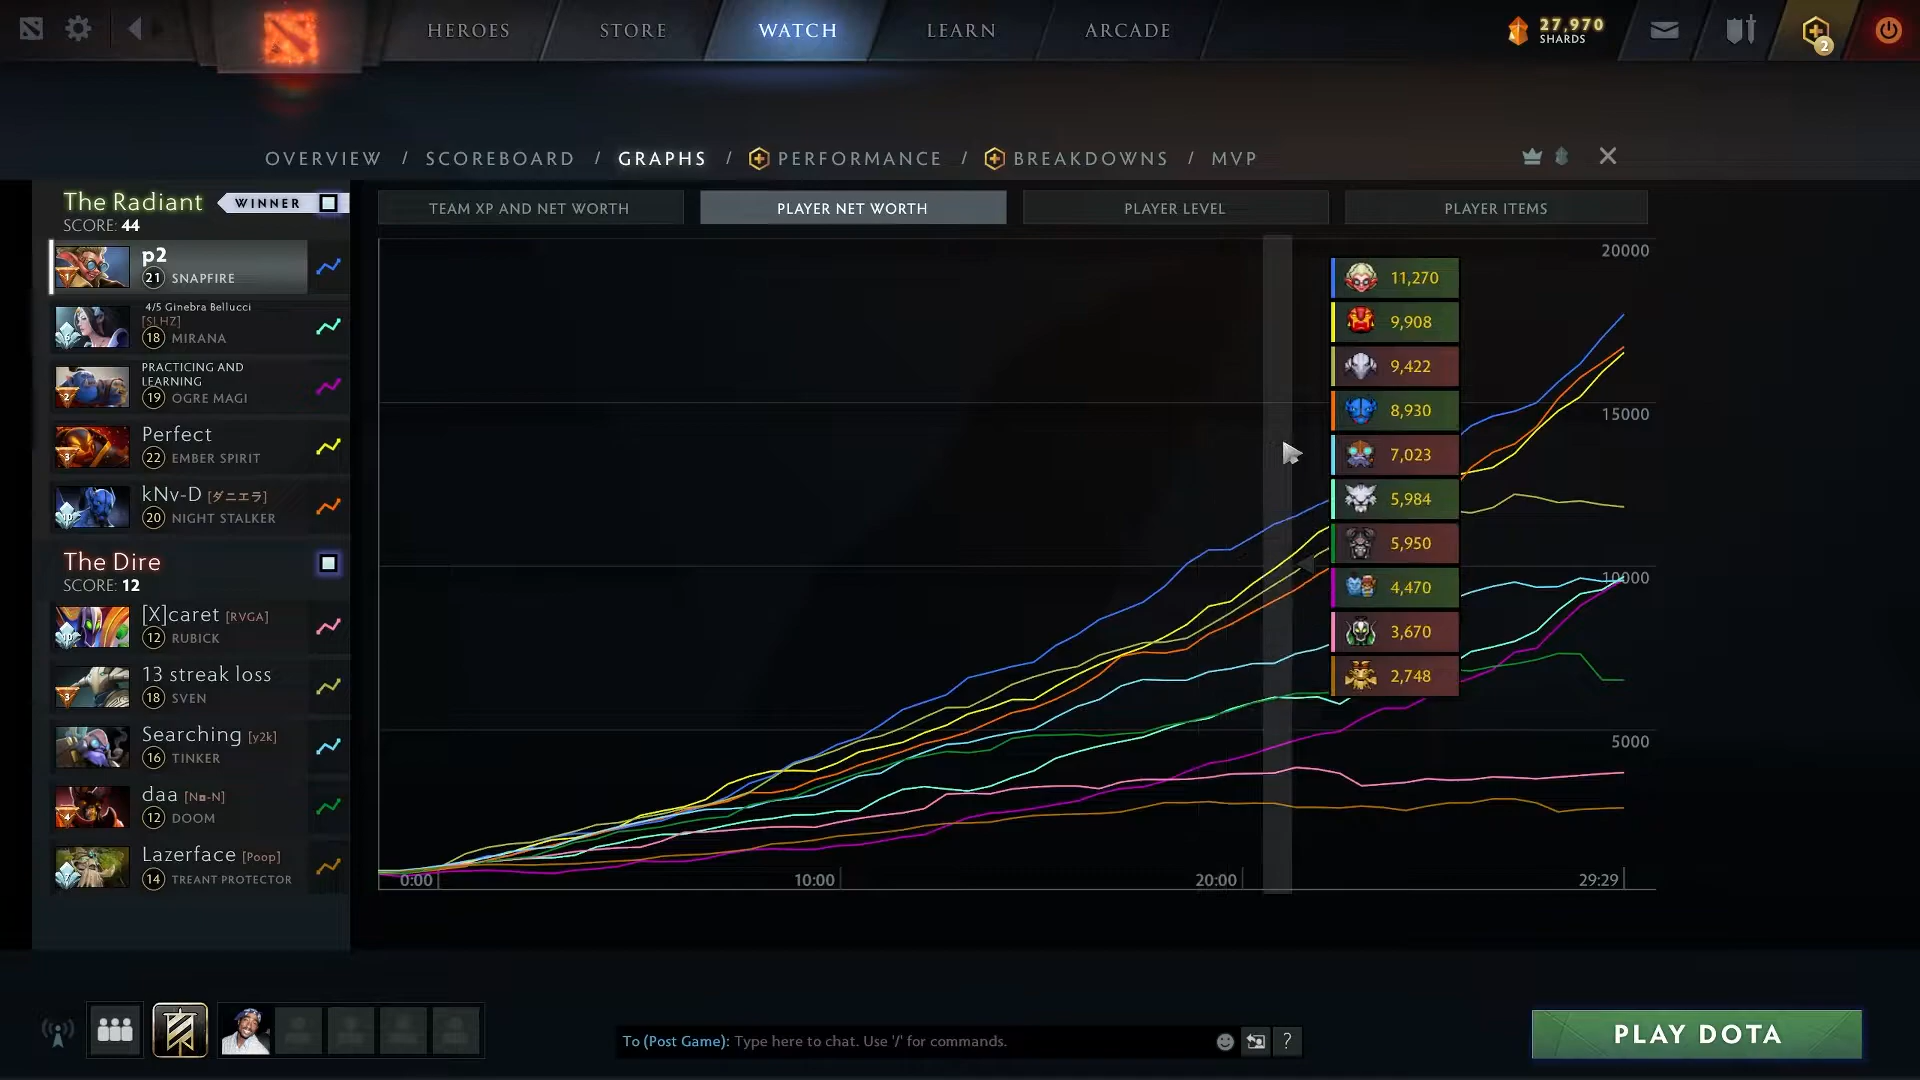 HEROES
STORE
WATCH
LEARN
ARCADE
27,970
SHARDS
2
OVERVIEW / SCOREBOARD / GRAPHS / PERFORMANCE / BREAKDOWNS / MVP
The Radiant
WINNER
SCORE: 44
p2
21 SNAPFIRE
4/5 Ginebra Bellucci
[SLHZ]
18 MIRANA
PRACTICING AND
LEARNING
19 OGRE MAGI
Perfect
22 EMBER SPIRIT
kNv-D [ダニエラ]
20 NIGHT STALKER
The Dire
SCORE: 12
[X]caret [RVGA]
12 RUBICK
13 streak loss
18 SVEN
Searching [y2k]
16 TINKER
daa
12 DOOM
Lazerface [Poop]
14 TREANT PROTECTOR
TEAM XP AND NET WORTH
PLAYER NET WORTH
PLAYER LEVEL
PLAYER ITEMS
20000
15000
10000
5000
11,270
9,908
9,422
8,930
7,023
5,984
5,950
4,470
3,670
2,748
0:00
10:00
20:00
29:29
To (Post Game): Type here to chat. Use '/' for commands.
?
PLAY DOTA